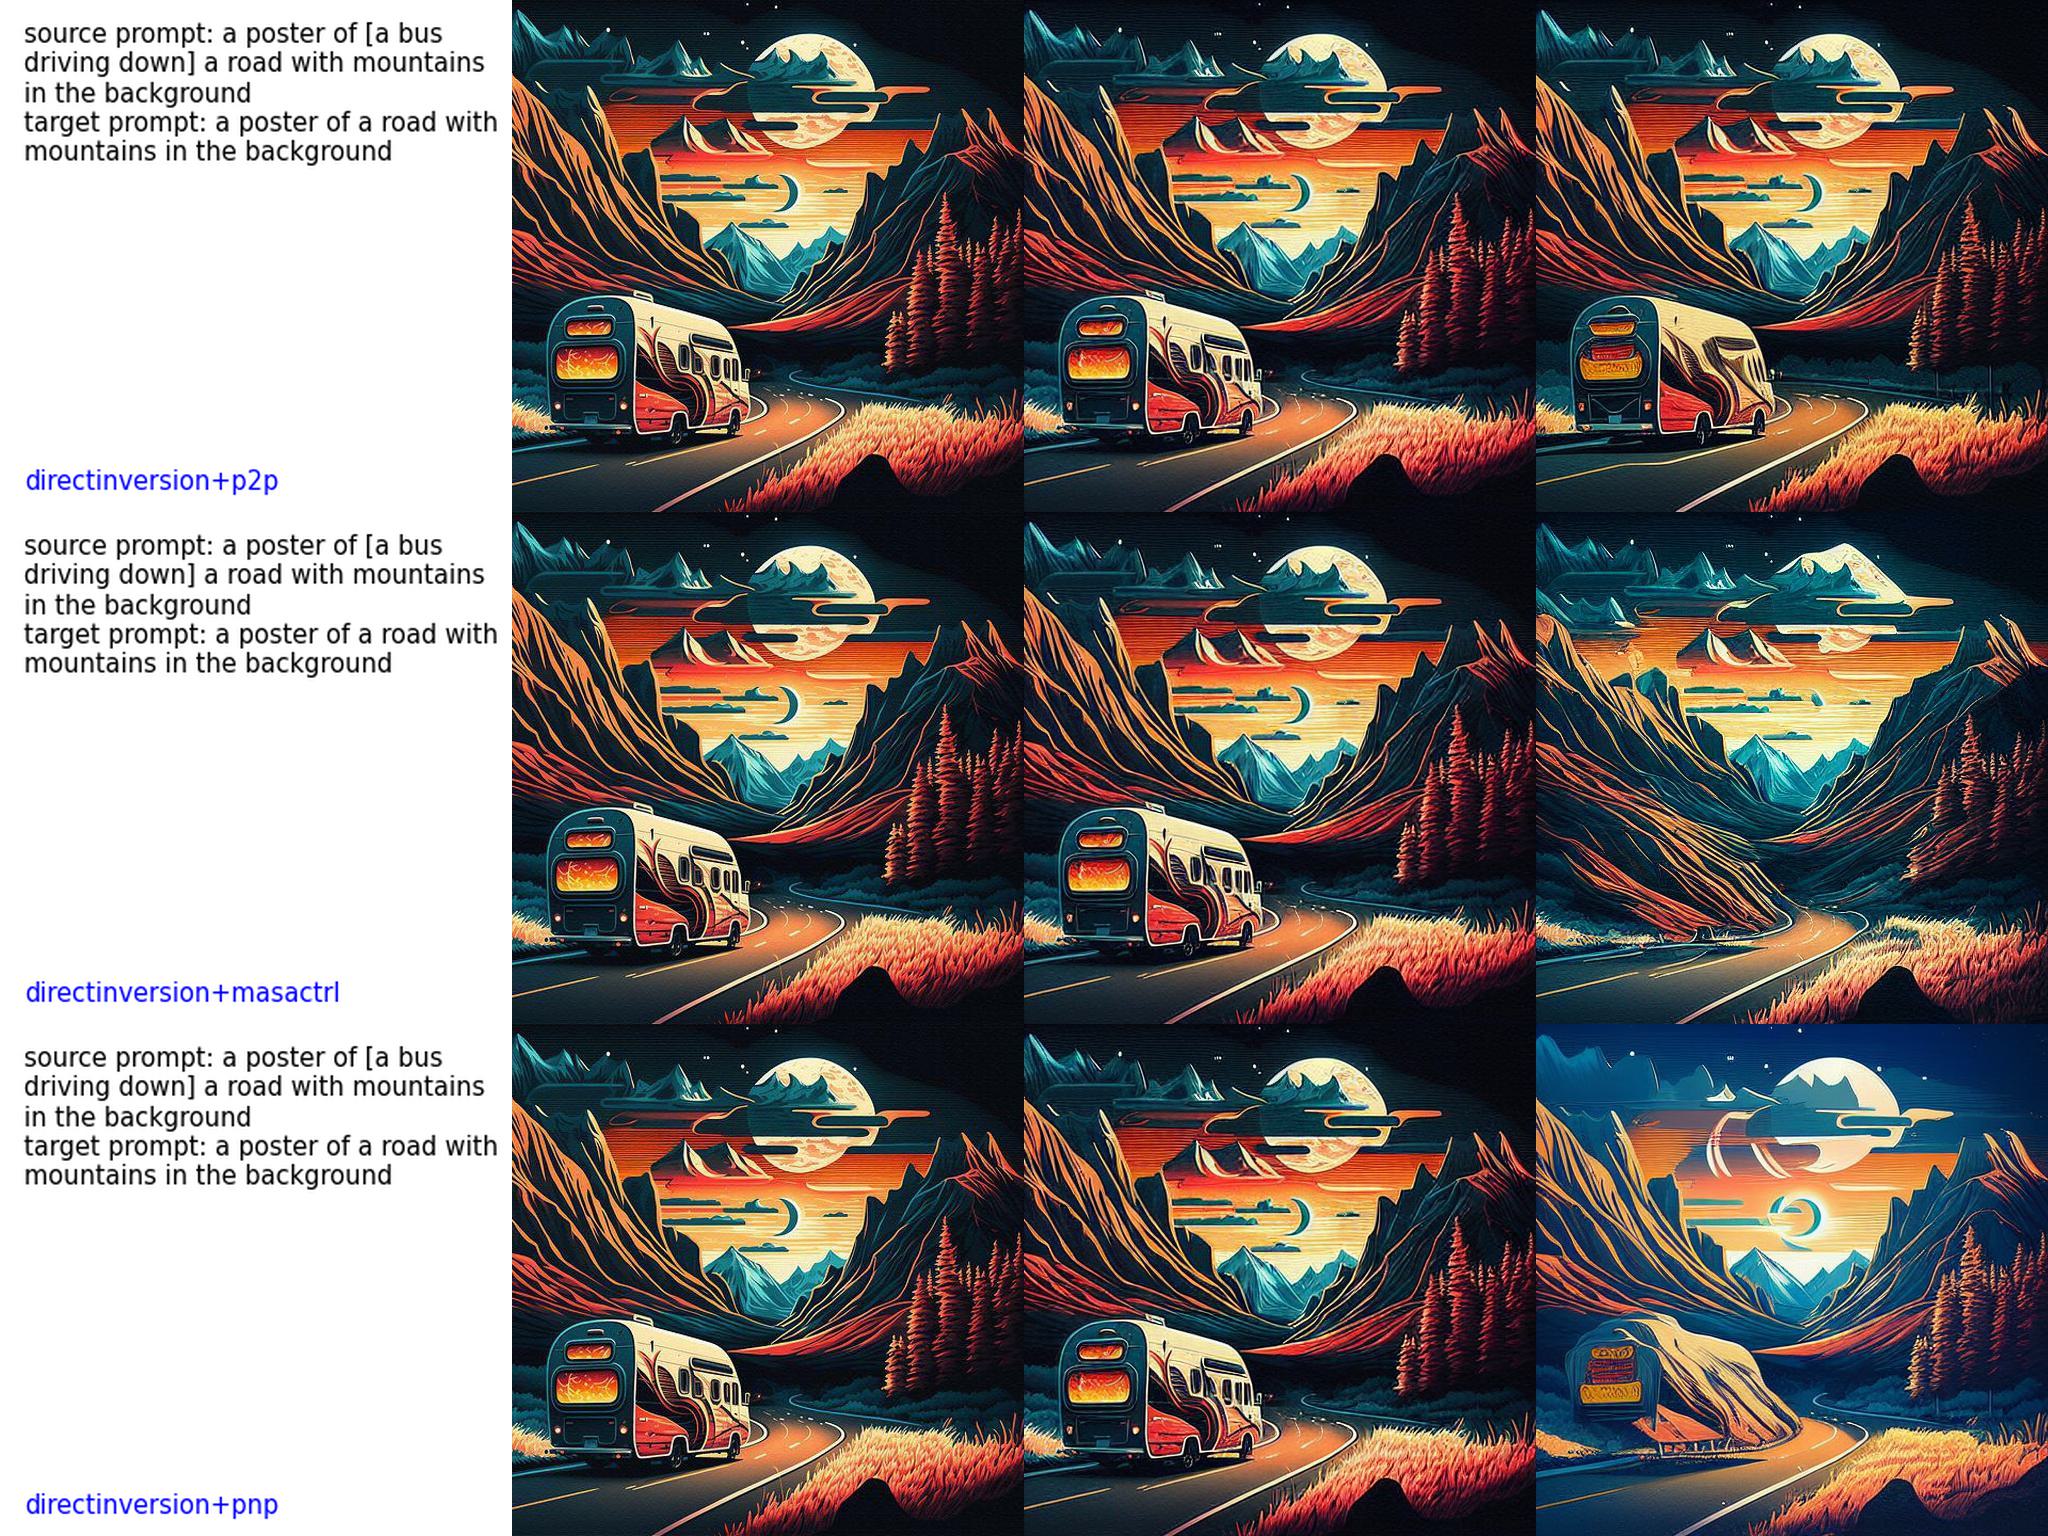 source prompt: a poster of [a bus
driving down] a road with mountains
in the background
target prompt: a poster of a road with
mountains in the background
directinversion+p2p
source prompt: a poster of [a bus
driving down] a road with mountains
in the background
target prompt: a poster of a road with
mountains in the background
directinversion+masactrl
source prompt: a poster of [a bus
driving down] a road with mountains
in the background
target prompt: a poster of a road with
mountains in the background
directinversion+pnp